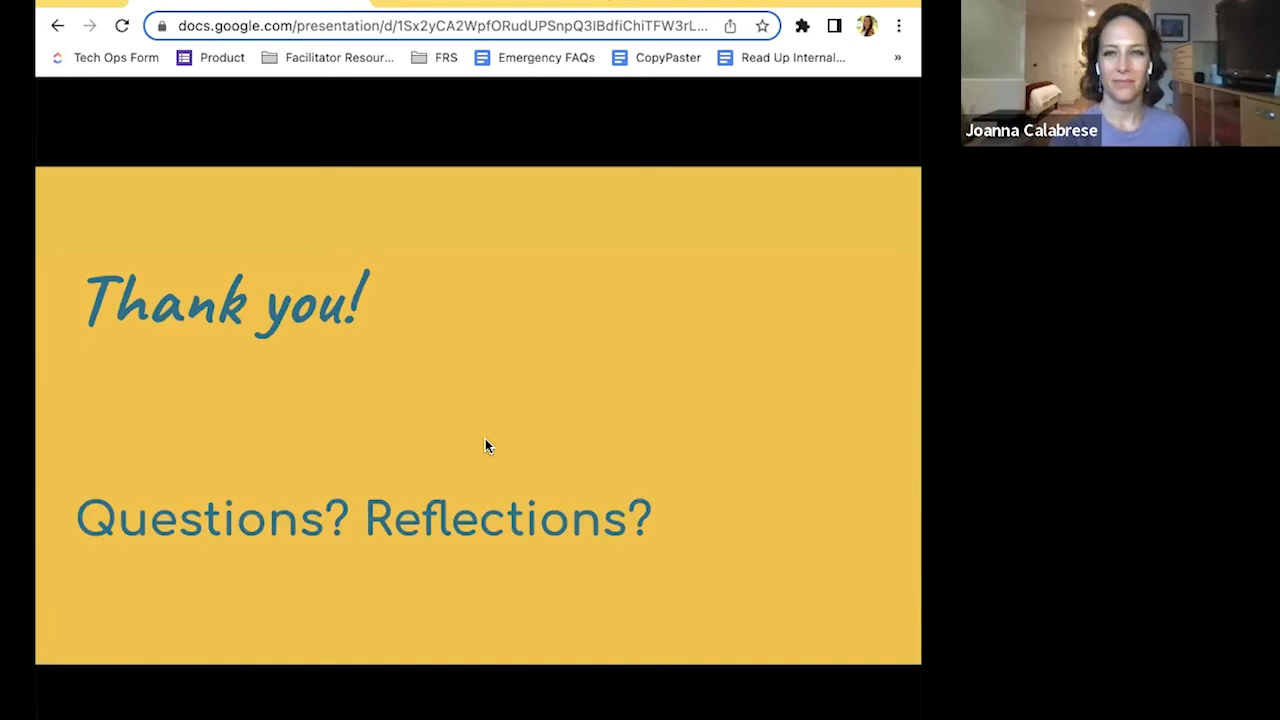 docs.google.com/presentation/d/1Sx2yCA2WpfORudUPSnpQ3lBdfiChiTFW3rL...
Tech Ops Form
Product
Facilitator Resour...
FRS
Emergency FAQs
CopyPaster
Read Up Internal...
»
Joanna Calabrese
Thank you!
Questions? Reflections?